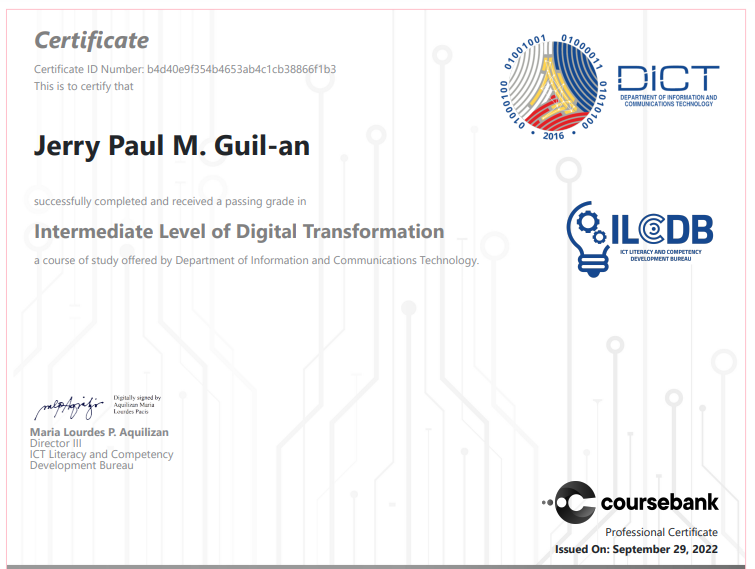 Certificate
Certificate ID Number: b4d40e9f354b4653ab4c1cb38866f1b3
This is to certify that
Jerry Paul M. Guil-an
successfully completed and received a passing grade in
Intermediate Level of Digital Transformation
a course of study offered by Department of Information and Communications Technology.
01000100 01001001 01000011 01010100
• 2016 •
DICT
DEPARTMENT OF INFORMATION AND
COMMUNICATIONS TECHNOLOGY
ILCDB
ICT LITERACY AND COMPETENCY
DEVELOPMENT BUREAU
Digitally signed by
Aquilizan Maria
Lourdes Pacis
Maria Lourdes P. Aquilizan
Director III
ICT Literacy and Competency
Development Bureau
coursebank
Professional Certificate
Issued On: September 29, 2022